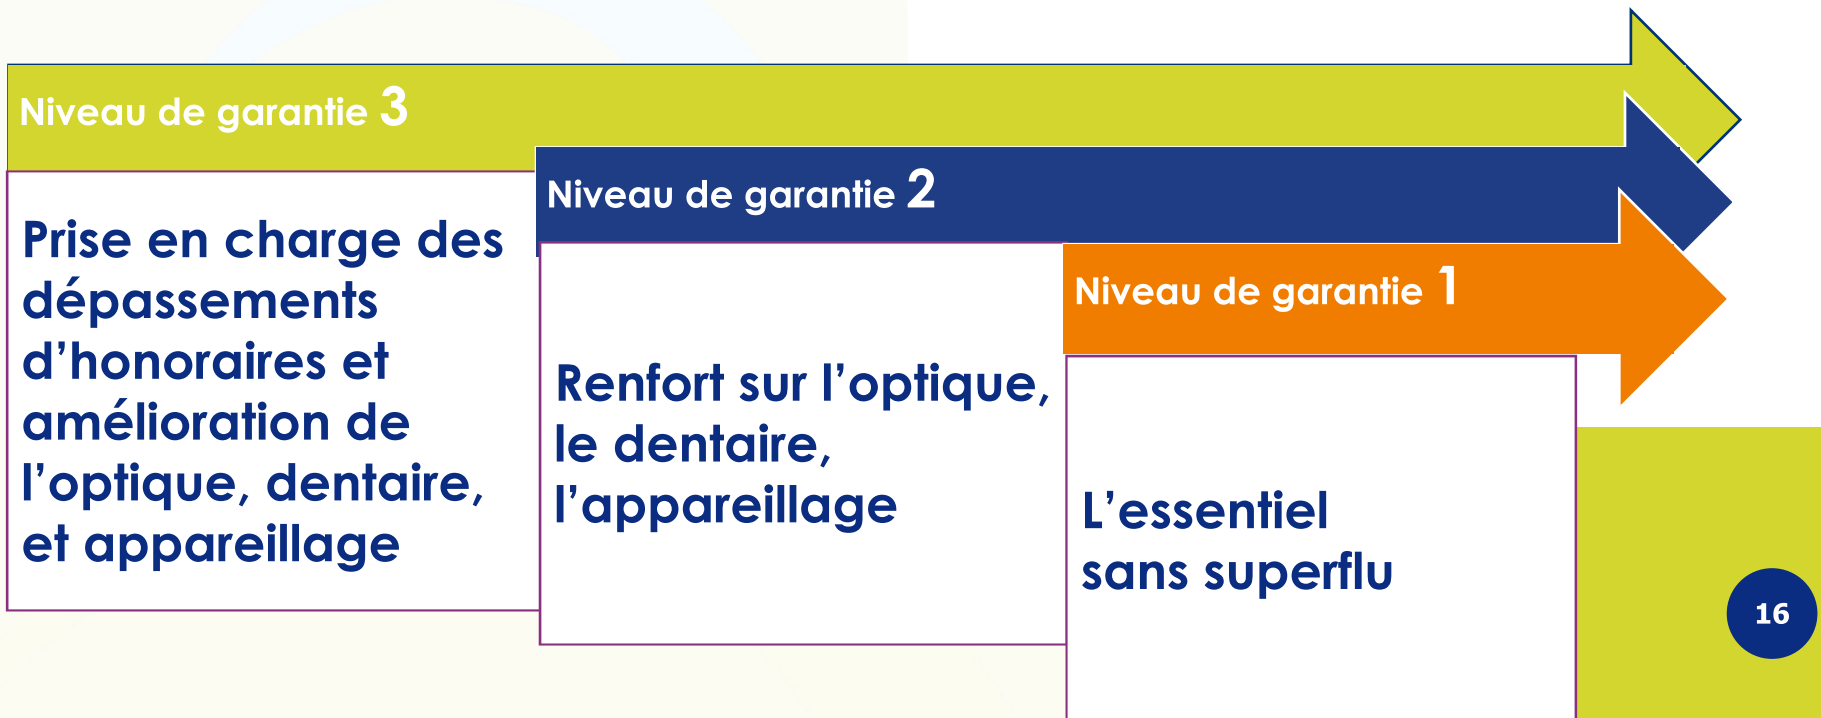 Niveau de garantie 3
Prise en charge des
dépassements
d’honoraires et
amélioration de
l’optique, dentaire,
et appareillage
Niveau de garantie 2
Renfort sur l’optique,
le dentaire,
l’appareillage
Niveau de garantie 1
L’essentiel
sans superflu
16